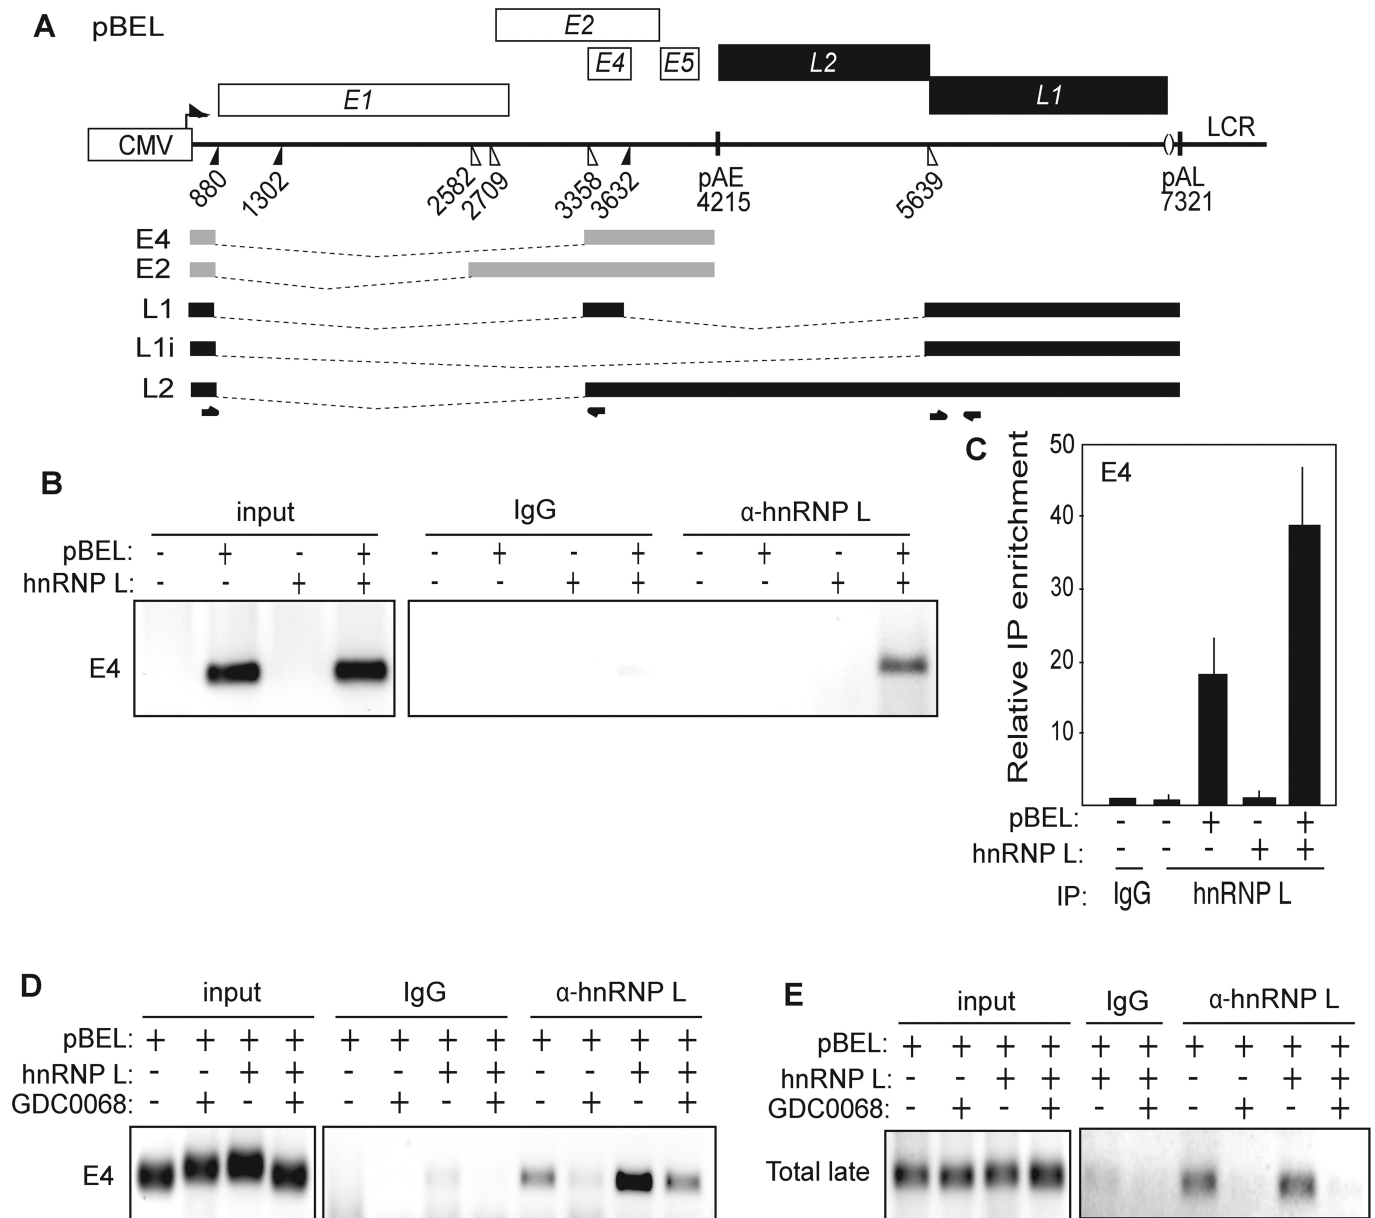 A pBEL
E2
E4 E5
L2
E1
L1
CMV
LCR
880 1302 2582 2709 3358 3632 pAE 4215 5639 pAL 7321
E4
E2
L1
L1i
L2
B
input IgG α-hnRNP L
pBEL: - + - + - + - + - + - +
hnRNP L: - - + + - - + + - - + +
E4
C
E4
Relative IP enritchment
50
40
30
20
10
pBEL: - - + - +
hnRNP L: - - - + +
IP: IgG hnRNP L
D
input IgG α-hnRNP L
pBEL: + + + + + + + + + + + +
hnRNP L: - - + + - - + + - - + +
GDC0068: - + - + - + - + - + - +
E4
E
input IgG α-hnRNP L
pBEL: + + + + + + + + + +
hnRNP L: - - + + + + - - + +
GDC0068: - + - + - + - + - +
Total late